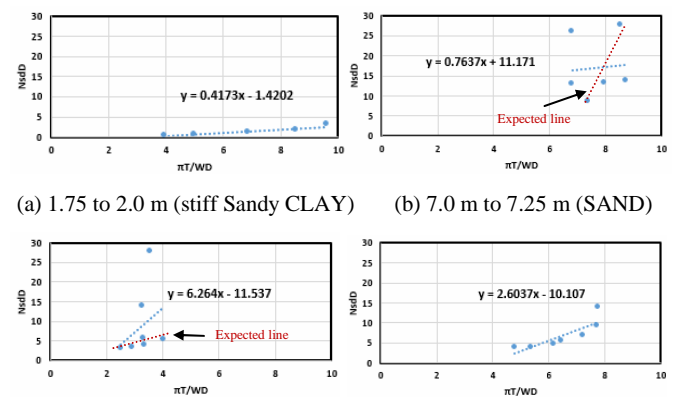 30
25
20
15
10
5
0
NsdD
y = 0.4173x - 1.4202
0 2 4 6 8 10
πT/WD
30
25
20
15
10
5
0
NsdD
y = 0.7637x + 11.171
Expected line
0 2 4 6 8 10
πT/WD
(a) 1.75 to 2.0 m (stiff Sandy CLAY)
(b) 7.0 m to 7.25 m (SAND)
30
25
20
15
10
5
0
NsdD
y = 6.264x - 11.537
Expected line
0 2 4 6 8 10
πT/WD
30
25
20
15
10
5
0
NsdD
y = 2.6037x - 10.107
0 2 4 6 8 10
πT/WD